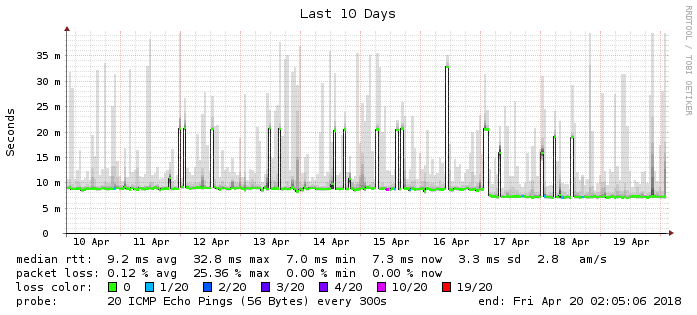 Last 10 Days
RRDTOOL / TOBI OETIKER
Seconds
35 m
30 m
25 m
20 m
15 m
10 m
5 m
0
10 Apr 11 Apr 12 Apr 13 Apr 14 Apr 15 Apr 16 Apr 17 Apr 18 Apr 19 Apr
median rtt: 9.2 ms avg 32.8 ms max 7.0 ms min 7.3 ms now 3.3 ms sd 2.8 am/s
packet loss: 0.12 % avg 25.36 % max 0.00 % min 0.00 % now
loss color: 0 1/20 2/20 3/20 4/20 10/20 19/20
probe: 20 ICMP Echo Pings (56 Bytes) every 300s end: Fri Apr 20 02:05:06 2018